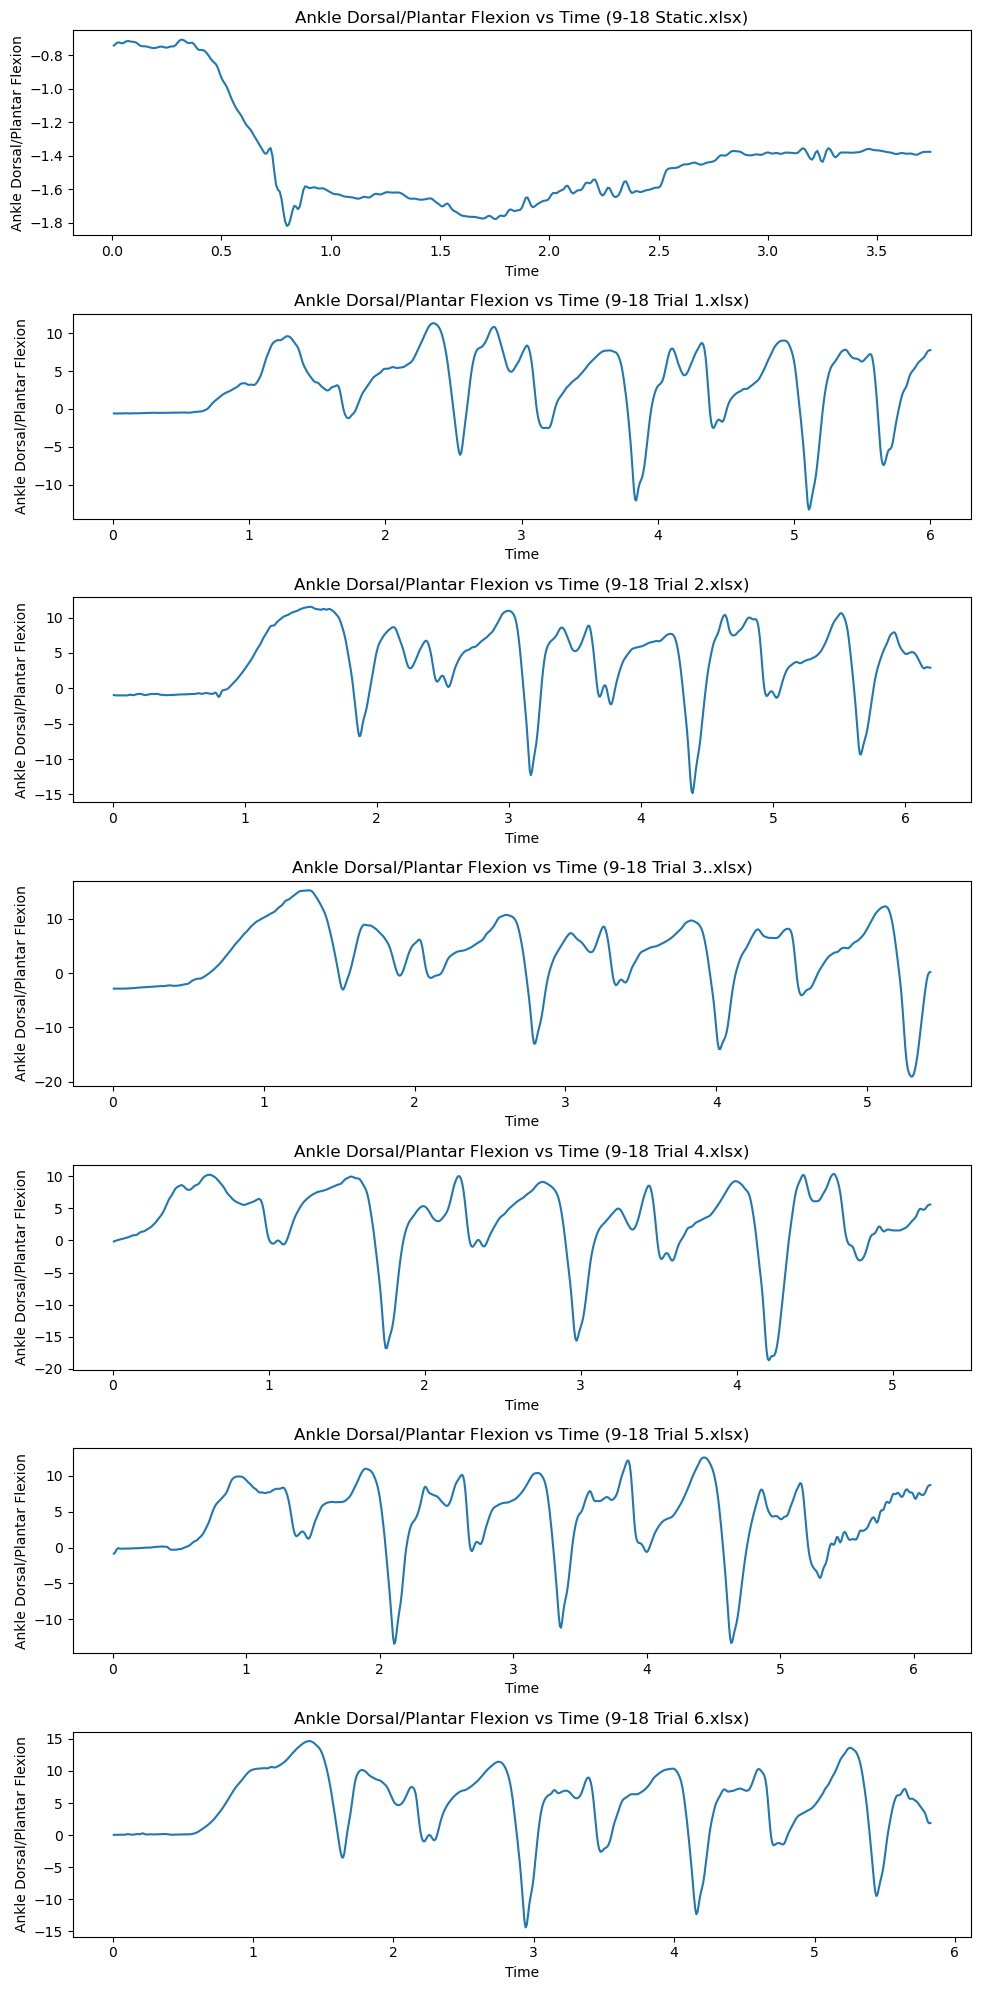 Ankle Dorsal/Plantar Flexion vs Time (9-18 Static.xlsx)
Ankle Dorsal/Plantar Flexion
−0.8
−1.0
−1.2
−1.4
−1.6
−1.8
0.0 0.5 1.0 1.5 2.0 2.5 3.0 3.5
Time
Ankle Dorsal/Plantar Flexion vs Time (9-18 Trial 1.xlsx)
Ankle Dorsal/Plantar Flexion
10
5
0
−5
−10
0 1 2 3 4 5 6
Time
Ankle Dorsal/Plantar Flexion vs Time (9-18 Trial 2.xlsx)
Ankle Dorsal/Plantar Flexion
10
5
0
−5
−10
−15
0 1 2 3 4 5 6
Time
Ankle Dorsal/Plantar Flexion vs Time (9-18 Trial 3..xlsx)
Ankle Dorsal/Plantar Flexion
10
0
−10
−20
0 1 2 3 4 5
Time
Ankle Dorsal/Plantar Flexion vs Time (9-18 Trial 4.xlsx)
Ankle Dorsal/Plantar Flexion
10
5
0
−5
−10
−15
−20
0 1 2 3 4 5
Time
Ankle Dorsal/Plantar Flexion vs Time (9-18 Trial 5.xlsx)
Ankle Dorsal/Plantar Flexion
10
5
0
−5
−10
0 1 2 3 4 5 6
Time
Ankle Dorsal/Plantar Flexion vs Time (9-18 Trial 6.xlsx)
Ankle Dorsal/Plantar Flexion
15
10
5
0
−5
−10
−15
0 1 2 3 4 5 6
Time